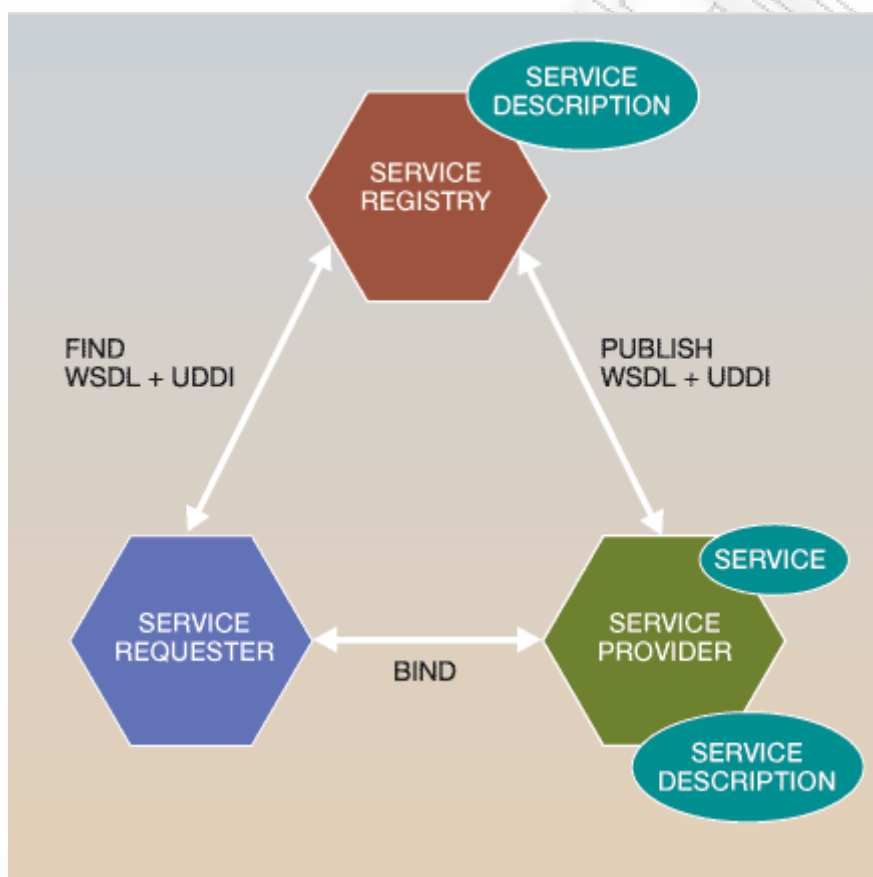 SERVICE
DESCRIPTION
SERVICE
REGISTRY
FIND
WSDL + UDDI
PUBLISH
WSDL + UDDI
SERVICE
SERVICE
REQUESTER
SERVICE
PROVIDER
BIND
SERVICE
DESCRIPTION